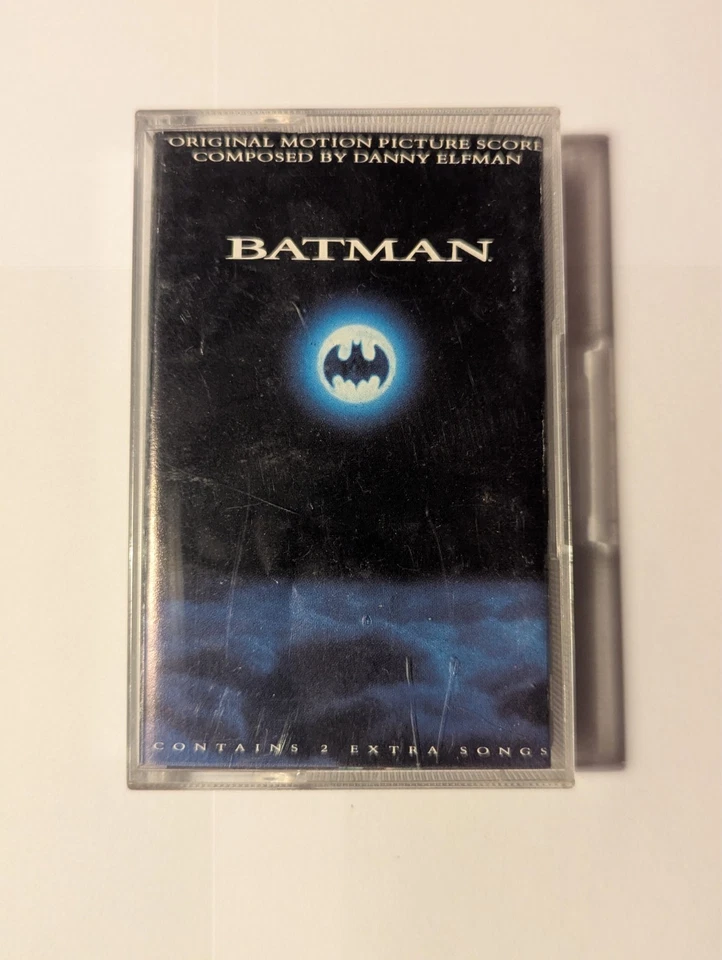 ORIGINAL MOTION PICTURE SCORE
COMPOSED BY DANNY ELFMAN
BATMAN
CONTAINS 2 EXTRA SONGS